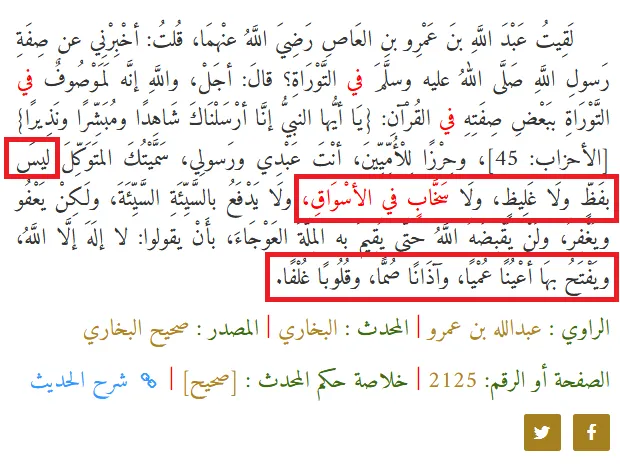 لَقِيتُ عَبْدَ اللَّهِ بنَ عَمْرِو بنِ العَاصِ رَضِيَ اللَّهُ عنْهمَا، قُلتُ: أخْبِرْنِي عن صِفَةِ
رَسولِ اللَّهِ صَلَّى اللهُ عليه وسلَّمَ في التَّوْرَاةِ؟ قالَ: أجَلْ، واللَّهِ إنَّه لَمَوْصُوفٌ في
التَّوْرَاةِ ببَعْضِ صِفَتِهِ في القُرْآنِ: {يَا أيُّها النبيُّ إنَّا أرْسَلْنَاكَ شَاهِدًا ومُبَشِّرًا ونَذِيرًا}
[الأحزاب: 45]، وحِرْزًا لِلْأُمِّيِّينَ، أنْتَ عَبْدِي ورَسولِي، سَمَّيْتُكَ المتَوَكِّلَ ليسَ
بفَظٍّ ولَا غَلِيظٍ، ولَا سَخَّابٍ في الأسْوَاقِ، ولَا يَدْفَعُ بالسَّيِّئَةِ السَّيِّئَةَ، ولَكِنْ يَعْفُو
ويَغْفِرُ، ولَنْ يَقْبِضَهُ اللَّهُ حتَّى يُقِيمَ به المِلَّةَ العَوْجَاءَ، بأَنْ يقولوا: لا إلَهَ إلَّا اللَّهُ،
ويَفْتَحُ بهَا أعْيُنًا عُمْيًا، وآذَانًا صُمًّا، وقُلُوبًا غُلْفًا.
الراوي : عبدالله بن عمرو | المحدث : البخاري | المصدر : صحيح البخاري
الصفحة أو الرقم: 2125 | خلاصة حكم المحدث : [صحيح] | شرح الحديث